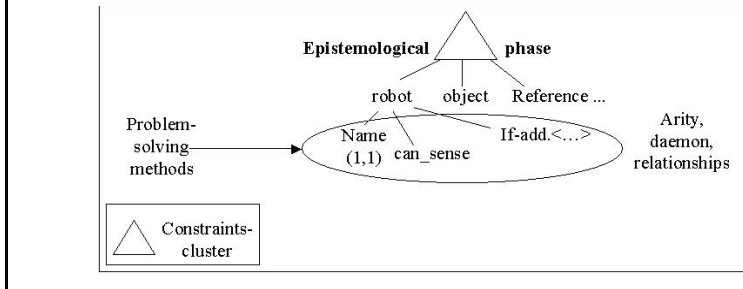 Epistemological phase
robot object Reference ...
Problem-
solving
methods
Name
(1,1)
can_sense
If-add.<...>
Arity,
daemon,
relationships
Constraints-
cluster